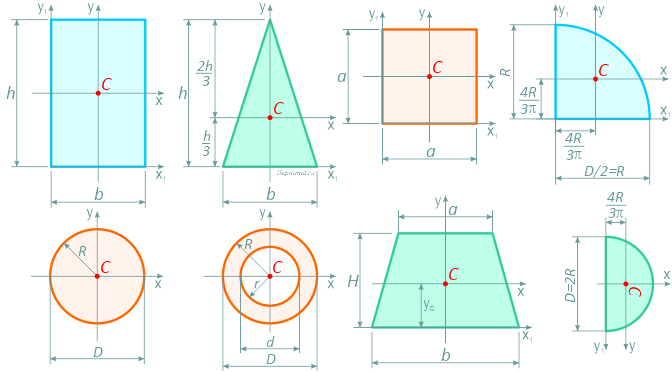 y₁ y
h
C
x
x₁
b
y
h
2h/3
h/3
C
x
x₁
b
y₁ y
a
C
x
x₁
a
y₁ y
R
4R/3π
C
x
x₁
4R/3π
D/2=R
y
R
C
x
D
y
R
C
r
x
d
D
y
a
H
C
x
y_C
x₁
b
4R/3π
D=2R
C
x
y₁ y